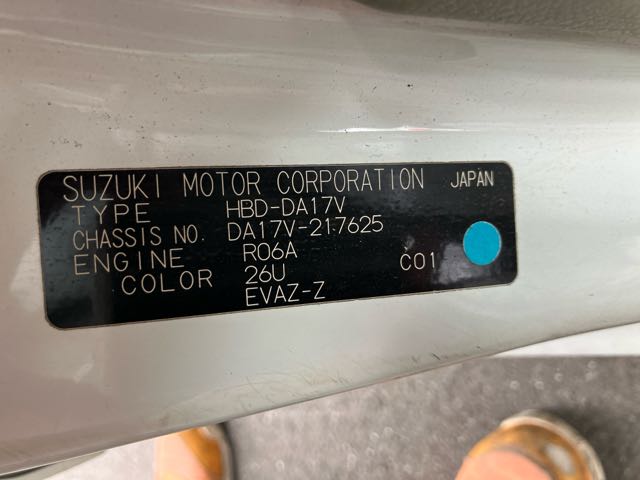 SUZUKI MOTOR CORPORATION JAPAN
TYPE HBD-DA17V
CHASSIS NO. DA17V-217625
ENGINE R06A
COLOR 26U C01
EVAZ-Z